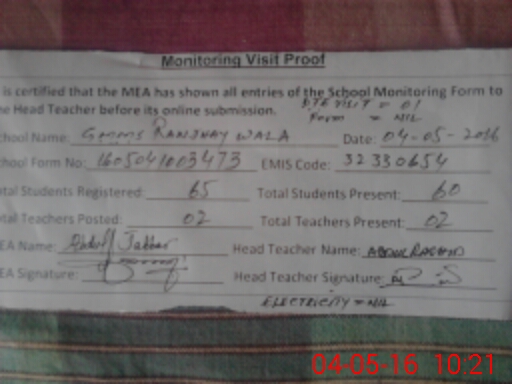 Monitoring Visit Proof
is certified that the MEA has shown all entries of the School Monitoring Form to
e Head Teacher before its online submission. DTE VISIT = 01
Form = NIL
chool Name: RANJHAY WALA Date: 04-05-2016
chool Form No: 1605041003473 EMIS Code: 32330654
tal Students Registered: 65 Total Students Present: 60
tal Teachers Posted: 02 Total Teachers Present: 02
EA Name: Abdul Jabbar Head Teacher Name: ABDUL RASHID
EA Signature: Head Teacher Signature:
ELECTRICITY = NIL
04-05-16 10:21